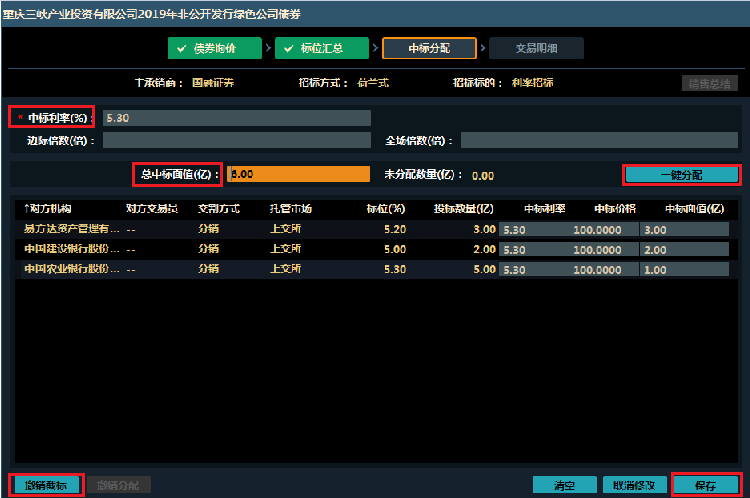 重庆三峡产业投资有限公司2019年非公开发行绿色公司债券
债券询价 标位汇总 中标分配 交易明细
主承销商： 国融证券 招标方式： 荷兰式 招标标的： 利率招标 销售总结
* 中标利率(%)： 5.30
边际倍数(倍)： 全场倍数(倍)：
总中标面值(亿)： 6.00 未分配数量(亿)： 0.00 一键分配
↑对方机构 对方交易员 交割方式 托管市场 标位(%) 投标数量(亿) 中标利率 中标价格 中标面值(亿)
易方达资产管理有... -- 分销 上交所 5.20 3.00 5.30 100.0000 3.00
中国建设银行股份... -- 分销 上交所 5.00 2.00 5.30 100.0000 2.00
中国农业银行股份... -- 分销 上交所 5.30 5.00 5.30 100.0000 1.00
撤销截标 撤销分配 清空 取消修改 保存